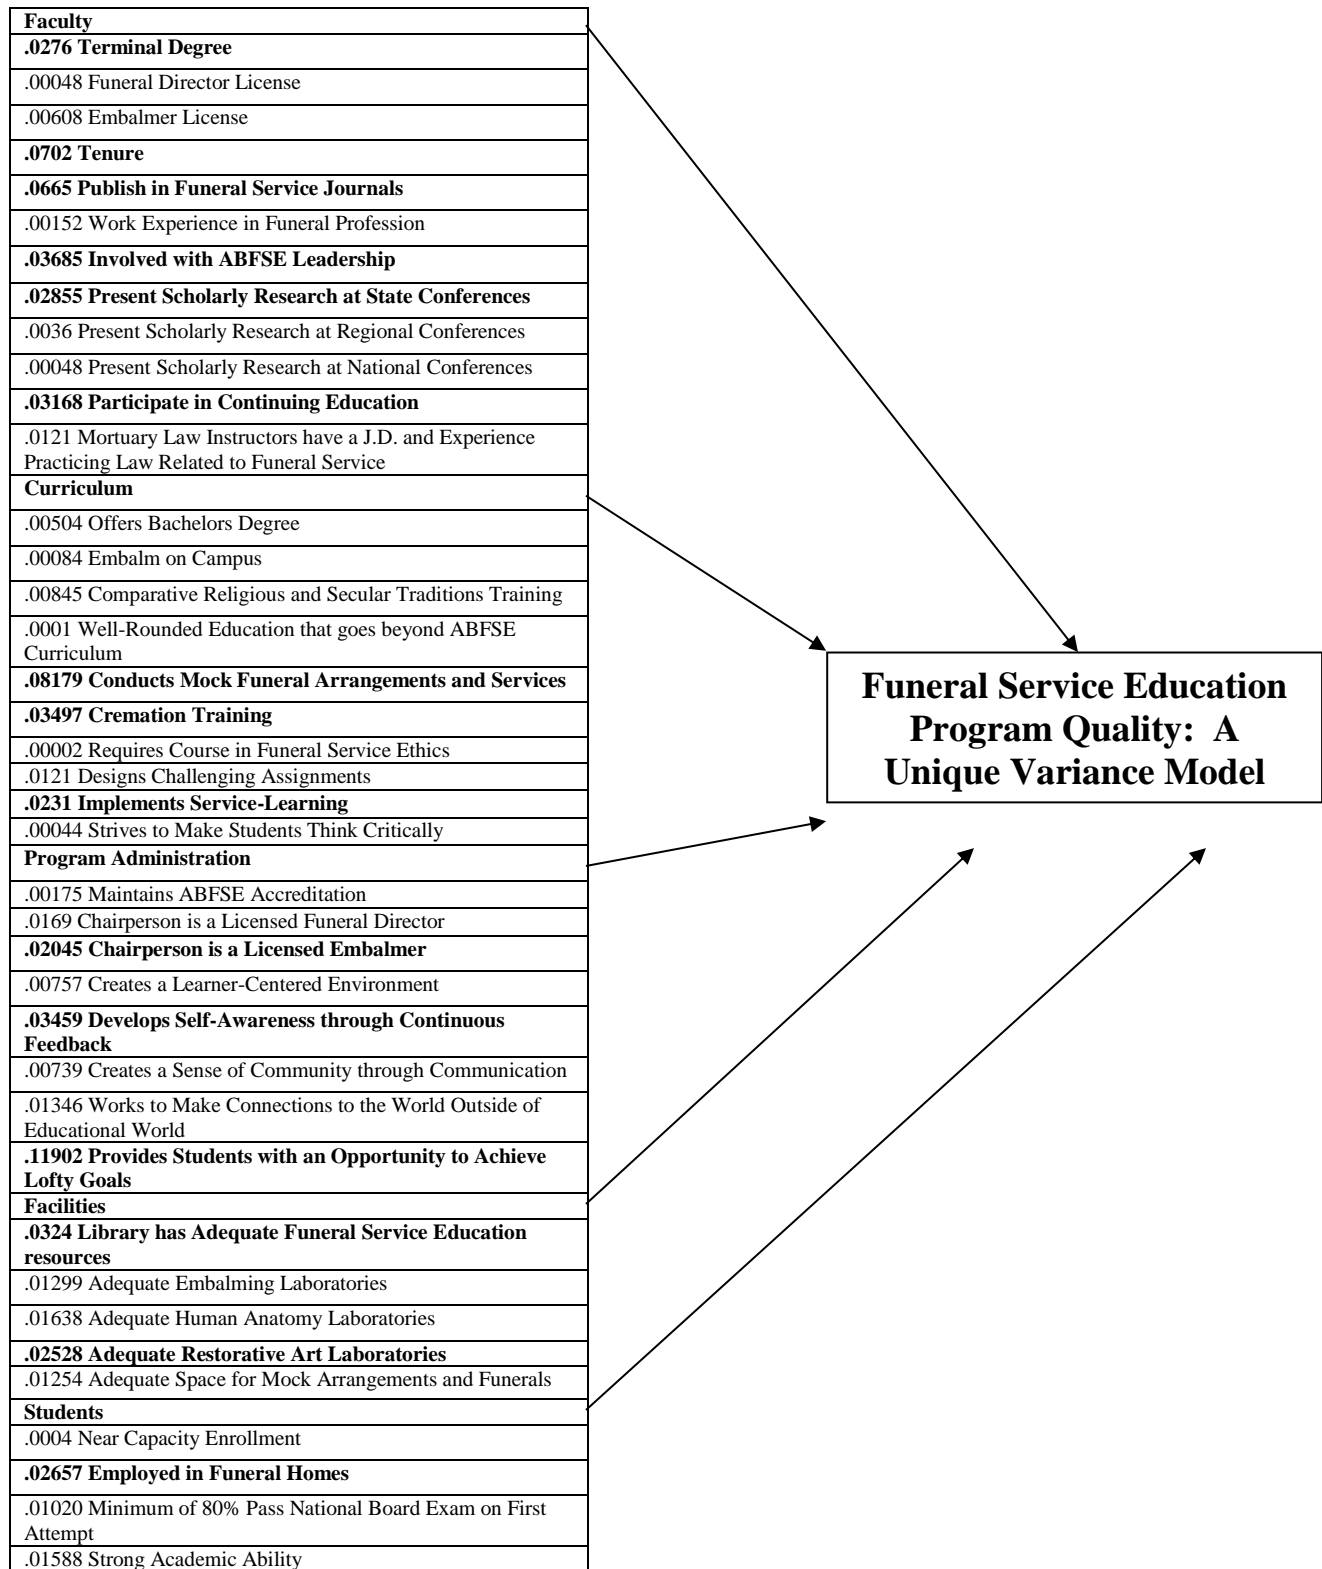 Faculty
.0276 Terminal Degree
.00048 Funeral Director License
.00608 Embalmer License
.0702 Tenure
.0665 Publish in Funeral Service Journals
.00152 Work Experience in Funeral Profession
.03685 Involved with ABFSE Leadership
.02855 Present Scholarly Research at State Conferences
.0036 Present Scholarly Research at Regional Conferences
.00048 Present Scholarly Research at National Conferences
.03168 Participate in Continuing Education
.0121 Mortuary Law Instructors have a J.D. and Experience
Practicing Law Related to Funeral Service
Curriculum
.00504 Offers Bachelors Degree
.00084 Embalm on Campus
.00845 Comparative Religious and Secular Traditions Training
.0001 Well-Rounded Education that goes beyond ABFSE
Curriculum
.08179 Conducts Mock Funeral Arrangements and Services
.03497 Cremation Training
.00002 Requires Course in Funeral Service Ethics
.0121 Designs Challenging Assignments
.0231 Implements Service-Learning
.00044 Strives to Make Students Think Critically
Program Administration
.00175 Maintains ABFSE Accreditation
.0169 Chairperson is a Licensed Funeral Director
.02045 Chairperson is a Licensed Embalmer
.00757 Creates a Learner-Centered Environment
.03459 Develops Self-Awareness through Continuous
Feedback
.00739 Creates a Sense of Community through Communication
.01346 Works to Make Connections to the World Outside of
Educational World
.11902 Provides Students with an Opportunity to Achieve
Lofty Goals
Facilities
.0324 Library has Adequate Funeral Service Education
resources
.01299 Adequate Embalming Laboratories
.01638 Adequate Human Anatomy Laboratories
.02528 Adequate Restorative Art Laboratories
.01254 Adequate Space for Mock Arrangements and Funerals
Students
.0004 Near Capacity Enrollment
.02657 Employed in Funeral Homes
.01020 Minimum of 80% Pass National Board Exam on First
Attempt
.01588 Strong Academic Ability
Funeral Service Education
Program Quality: A
Unique Variance Model